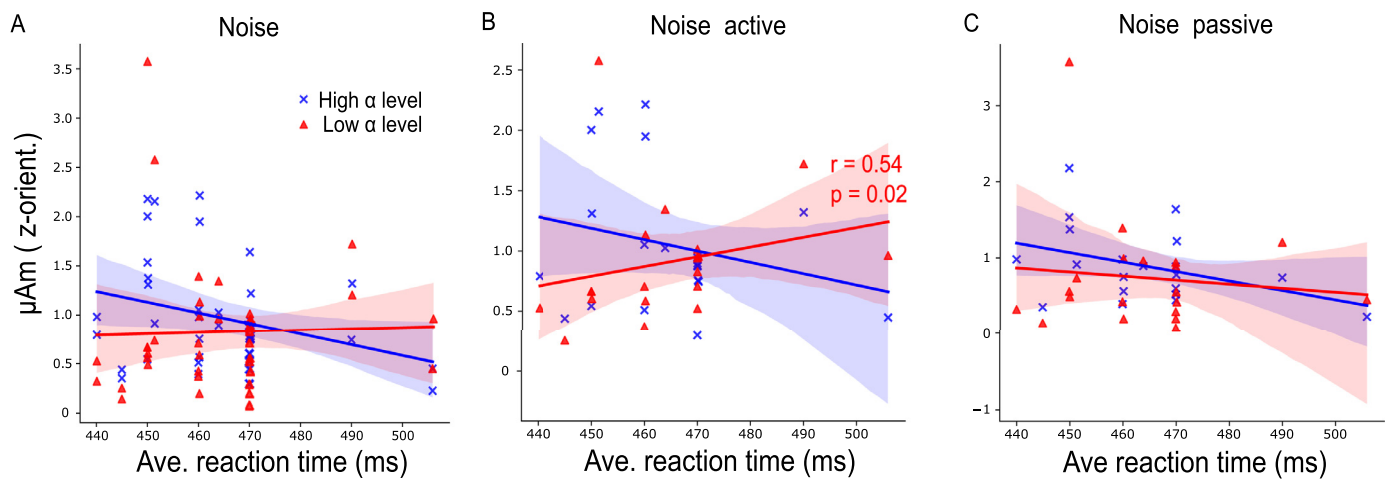 A
Noise
μAm ( z-orient.)
3.5
3.0
2.5
2.0
1.5
1.0
0.5
0
× High α level
▲ Low α level
440 450 460 470 480 490 500
Ave. reaction time (ms)
B
Noise active
2.5
2.0
1.5
1.0
0.5
0
r = 0.54
p = 0.02
440 450 460 470 480 490 500
Ave. reaction time (ms)
C
Noise passive
3
2
1
0
−1
440 450 460 470 480 490 500
Ave reaction time (ms)